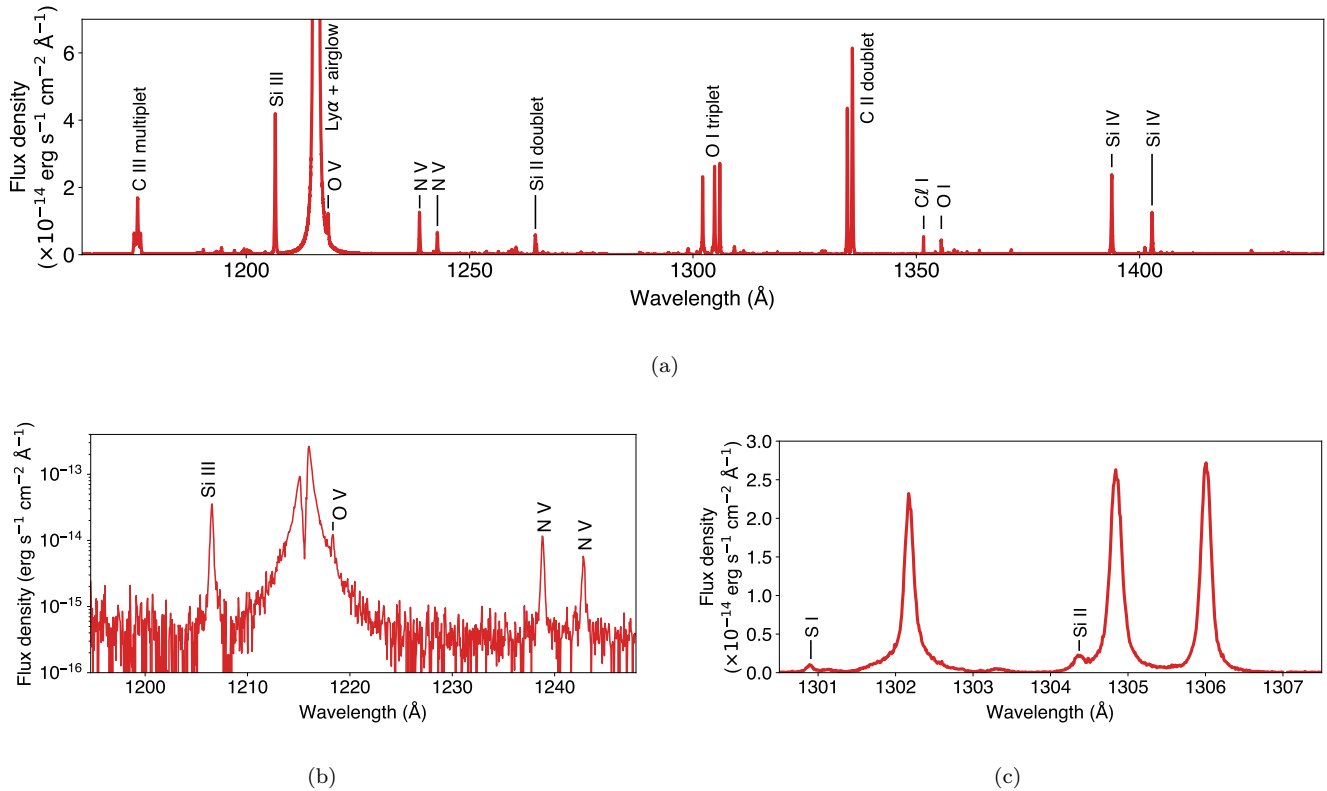 Flux density
(×10⁻¹⁴ erg s⁻¹ cm⁻² Å⁻¹)
6
4
2
0
C III multiplet
Si III
Lyα + airglow
O V
N V
N V
Si II doublet
O I triplet
C II doublet
Cℓ I
O I
Si IV
Si IV
1200
1250
1300
1350
1400
Wavelength (Å)
(a)
Flux density (erg s⁻¹ cm⁻² Å⁻¹)
10⁻¹³
10⁻¹⁴
10⁻¹⁵
10⁻¹⁶
Si III
O V
N V
N V
1200
1210
1220
1230
1240
Wavelength (Å)
(b)
Flux density
(×10⁻¹⁴ erg s⁻¹ cm⁻² Å⁻¹)
3.0
2.5
2.0
1.5
1.0
0.5
0.0
S I
Si II
1301
1302
1303
1304
1305
1306
1307
Wavelength (Å)
(c)